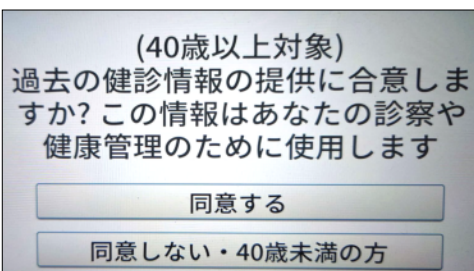 (40歳以上対象)
過去の健診情報の提供に合意しま
すか? この情報はあなたの診察や
健康管理のために使用します
同意する
同意しない・40歳未満の方